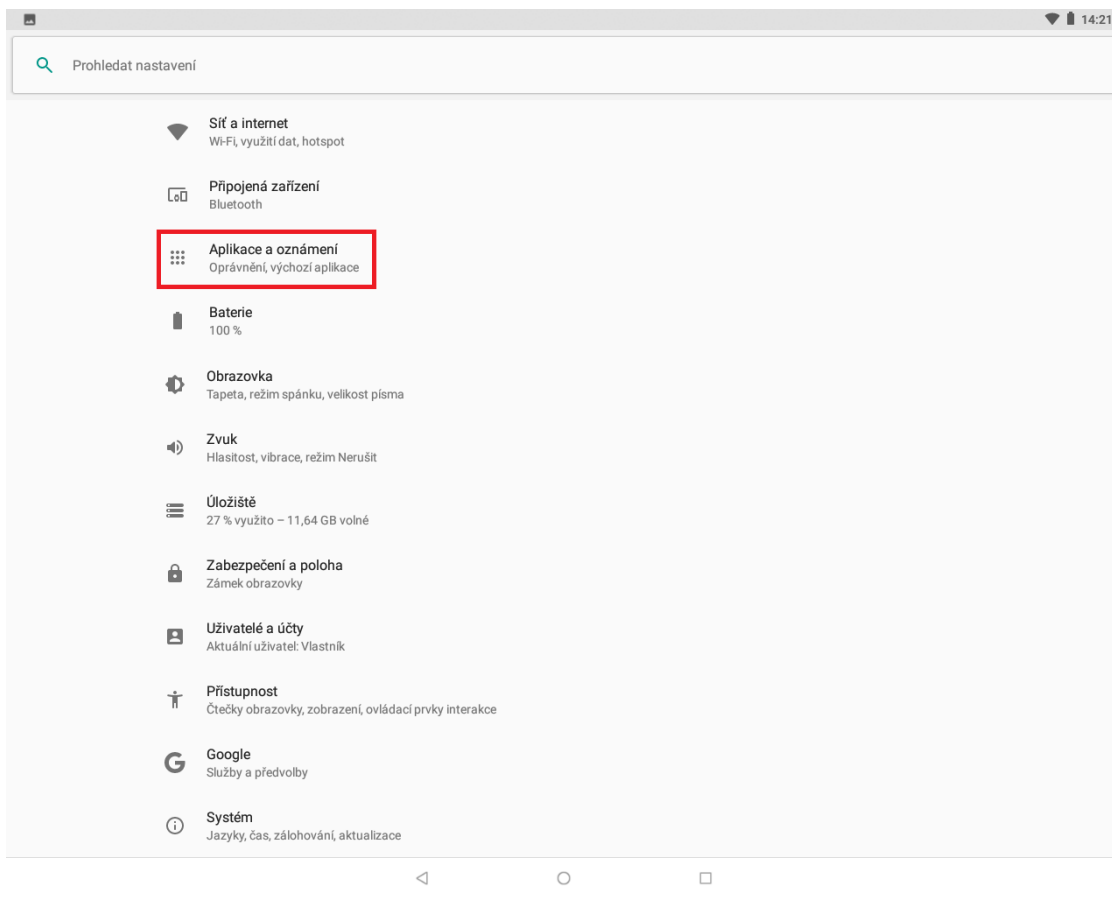 14:21
Prohledat nastavení
Síť a internet
Wi-Fi, využití dat, hotspot
Připojená zařízení
Bluetooth
Aplikace a oznámení
Oprávnění, výchozí aplikace
Baterie
100 %
Obrazovka
Tapeta, režim spánku, velikost písma
Zvuk
Hlasitost, vibrace, režim Nerušit
Úložiště
27 % využito – 11,64 GB volné
Zabezpečení a poloha
Zámek obrazovky
Uživatelé a účty
Aktuální uživatel: Vlastník
Přístupnost
Čtečky obrazovky, zobrazení, ovládací prvky interakce
Google
Služby a předvolby
Systém
Jazyky, čas, zálohování, aktualizace